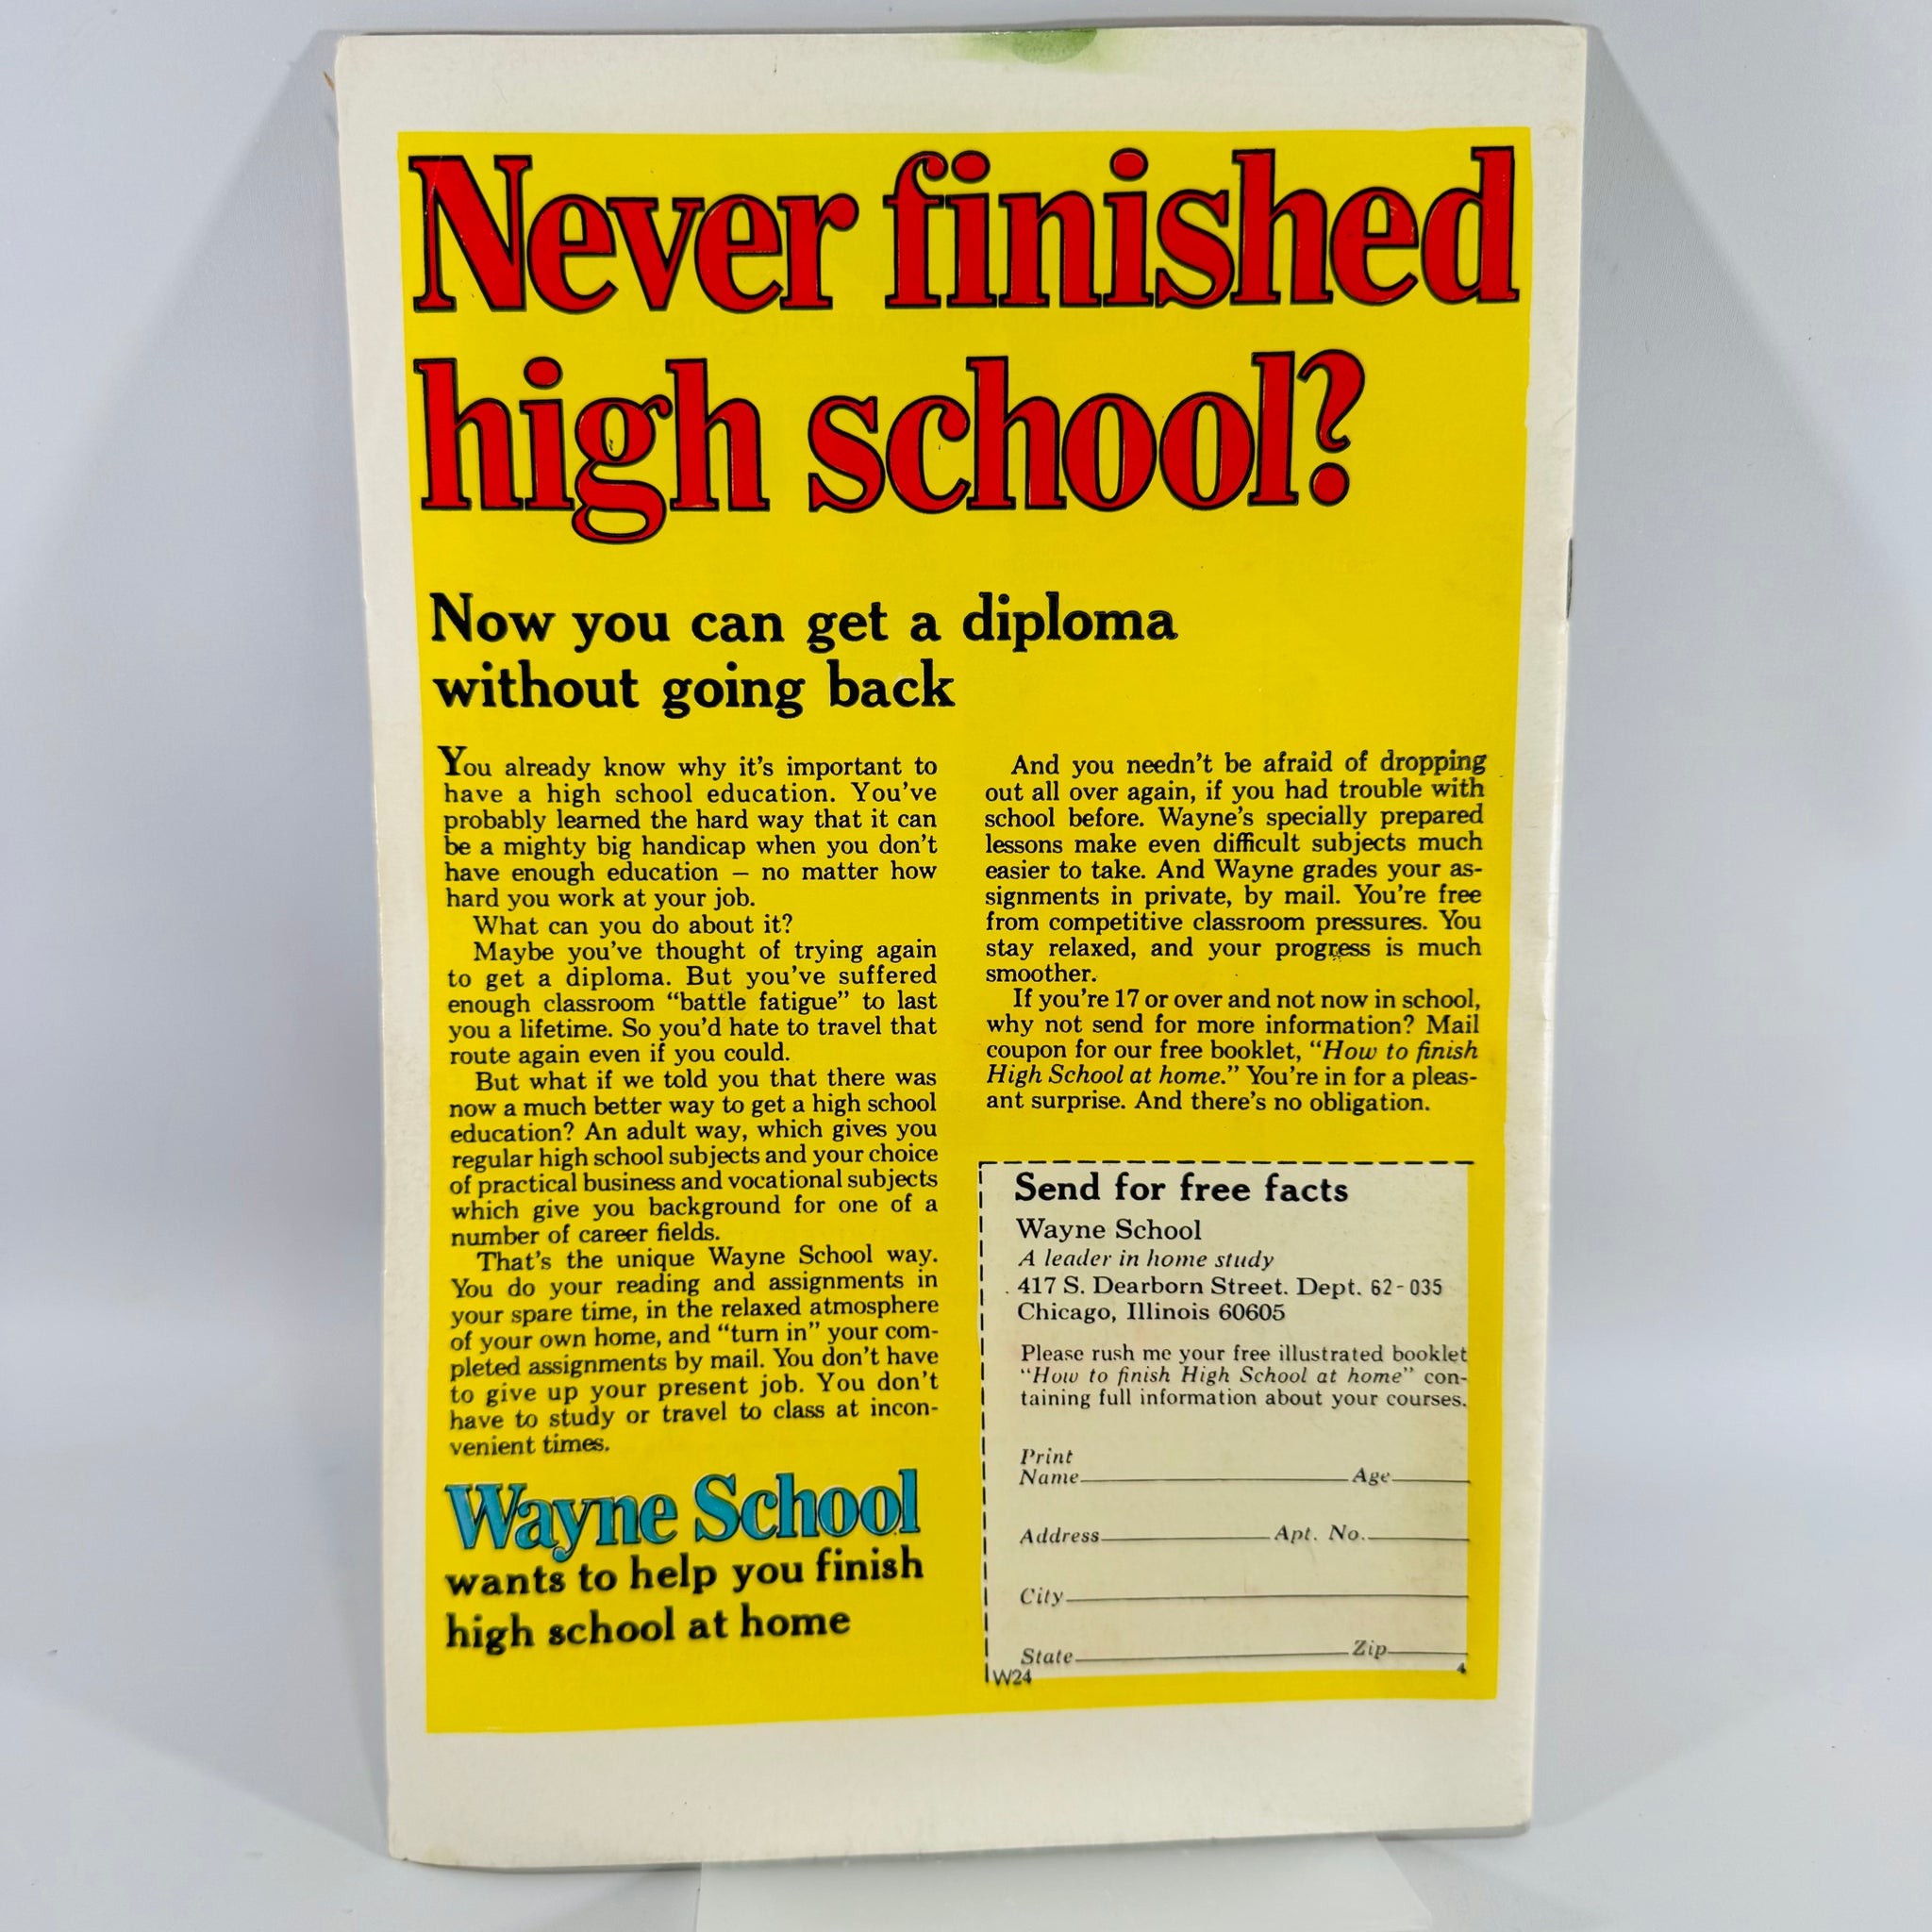 Never finished
high school?
Now you can get a diploma
without going back
You already know why it's important to
have a high school education. You've
probably learned the hard way that it can
be a mighty big handicap when you don't
have enough education – no matter how
hard you work at your job.
What can you do about it?
Maybe you've thought of trying again
to get a diploma. But you've suffered
enough classroom “battle fatigue” to last
you a lifetime. So you'd hate to travel that
route again even if you could.
But what if we told you that there was
now a much better way to get a high school
education? An adult way, which gives you
regular high school subjects and your choice
of practical business and vocational subjects
which give you background for one of a
number of career fields.
That's the unique Wayne School way.
You do your reading and assignments in
your spare time, in the relaxed atmosphere
of your own home, and “turn in” your com-
pleted assignments by mail. You don't have
to give up your present job. You don't
have to study or travel to class at incon-
venient times.
Wayne School
wants to help you finish
high school at home
And you needn't be afraid of dropping
out all over again, if you had trouble with
school before. Wayne's specially prepared
lessons make even difficult subjects much
easier to take. And Wayne grades your as-
signments in private, by mail. You're free
from competitive classroom pressures. You
stay relaxed, and your progress is much
smoother.
If you're 17 or over and not now in school,
why not send for more information? Mail
coupon for our free booklet, “How to finish
High School at home.” You're in for a pleas-
ant surprise. And there's no obligation.
Send for free facts
Wayne School
A leader in home study
417 S. Dearborn Street. Dept. 62-035
Chicago, Illinois 60605
Please rush me your free illustrated booklet
“How to finish High School at home” con-
taining full information about your courses.
Print
Name Age
Address Apt. No.
City
State Zip
W24 4